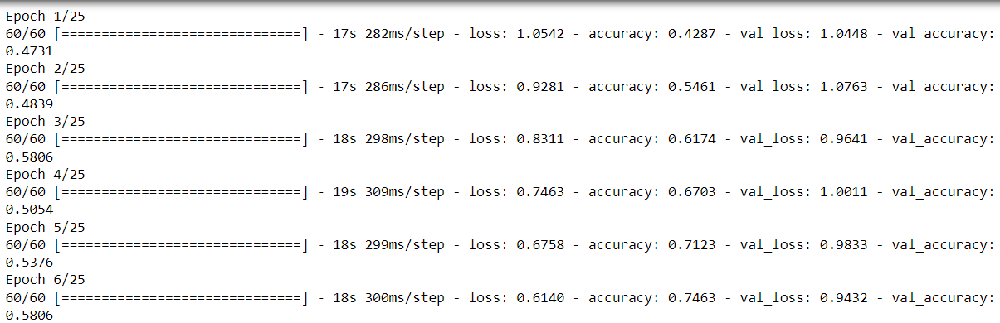 Epoch 1/25
60/60 [==============================] - 17s 282ms/step - loss: 1.0542 - accuracy: 0.4287 - val_loss: 1.0448 - val_accuracy:
0.4731
Epoch 2/25
60/60 [==============================] - 17s 286ms/step - loss: 0.9281 - accuracy: 0.5461 - val_loss: 1.0763 - val_accuracy:
0.4839
Epoch 3/25
60/60 [==============================] - 18s 298ms/step - loss: 0.8311 - accuracy: 0.6174 - val_loss: 0.9641 - val_accuracy:
0.5806
Epoch 4/25
60/60 [==============================] - 19s 309ms/step - loss: 0.7463 - accuracy: 0.6703 - val_loss: 1.0011 - val_accuracy:
0.5054
Epoch 5/25
60/60 [==============================] - 18s 299ms/step - loss: 0.6758 - accuracy: 0.7123 - val_loss: 0.9833 - val_accuracy:
0.5376
Epoch 6/25
60/60 [==============================] - 18s 300ms/step - loss: 0.6140 - accuracy: 0.7463 - val_loss: 0.9432 - val_accuracy:
0.5806